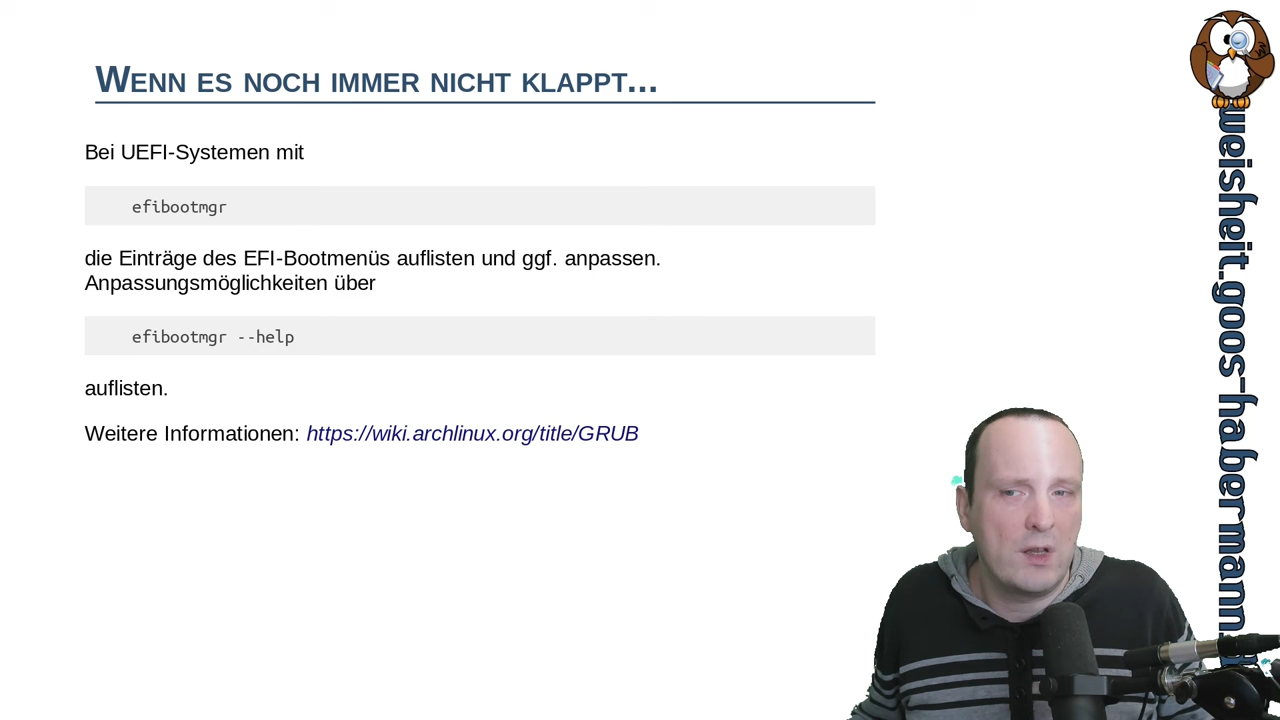 Wenn es noch immer nicht klappt...
Bei UEFI-Systemen mit
efibootmgr
die Einträge des EFI-Bootmenüs auflisten und ggf. anpassen.
Anpassungsmöglichkeiten über
efibootmgr --help
auflisten.
Weitere Informationen: https://wiki.archlinux.org/title/GRUB
weisheit.goos-habermann